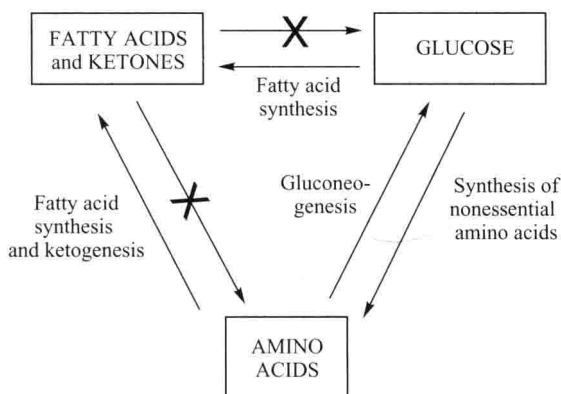 FATTY ACIDS
and KETONES
GLUCOSE
Fatty acid
synthesis
Fatty acid
synthesis
and ketogenesis
Gluconeo-
genesis
Synthesis of
nonessential
amino acids
AMINO
ACIDS